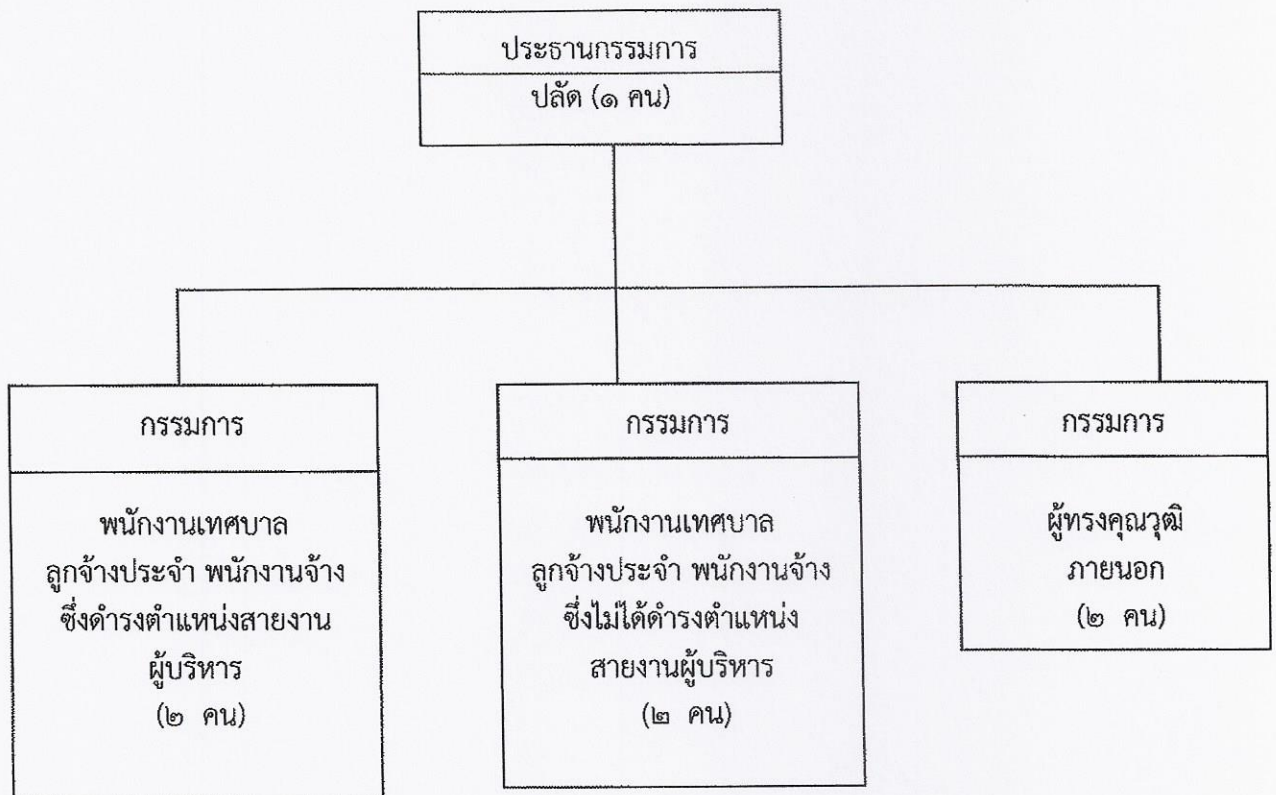 ประธานกรรมการ
ปลัด (๑ คน)
กรรมการ
พนักงานเทศบาล
ลูกจ้างประจำ พนักงานจ้าง
ซึ่งดำรงตำแหน่งสายงาน
ผู้บริหาร
(๒ คน)
กรรมการ
พนักงานเทศบาล
ลูกจ้างประจำ พนักงานจ้าง
ซึ่งไม่ได้ดำรงตำแหน่ง
สายงานผู้บริหาร
(๒ คน)
กรรมการ
ผู้ทรงคุณวุฒิ
ภายนอก
(๒ คน)